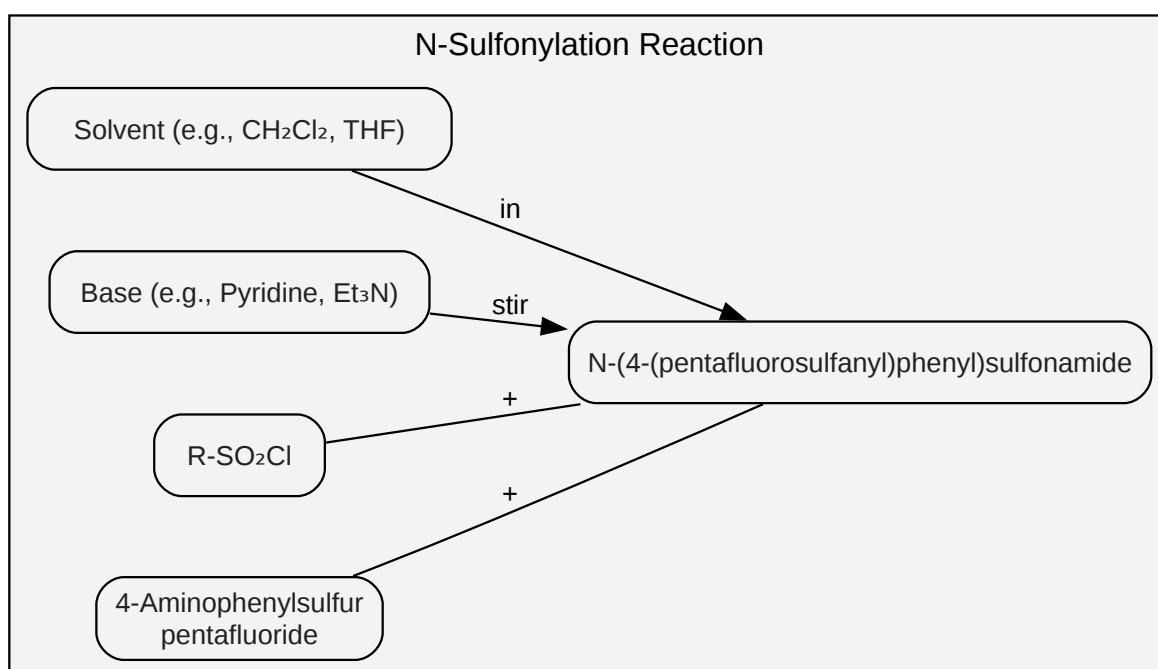 N-Sulfonylation Reaction
Solvent (e.g., CH₂Cl₂, THF)
in
Base (e.g., Pyridine, Et₃N)
stir
N-(4-(pentafluorosulfanyl)phenyl)sulfonamide
+
R-SO₂Cl
+
4-Aminophenylsulfur
pentafluoride